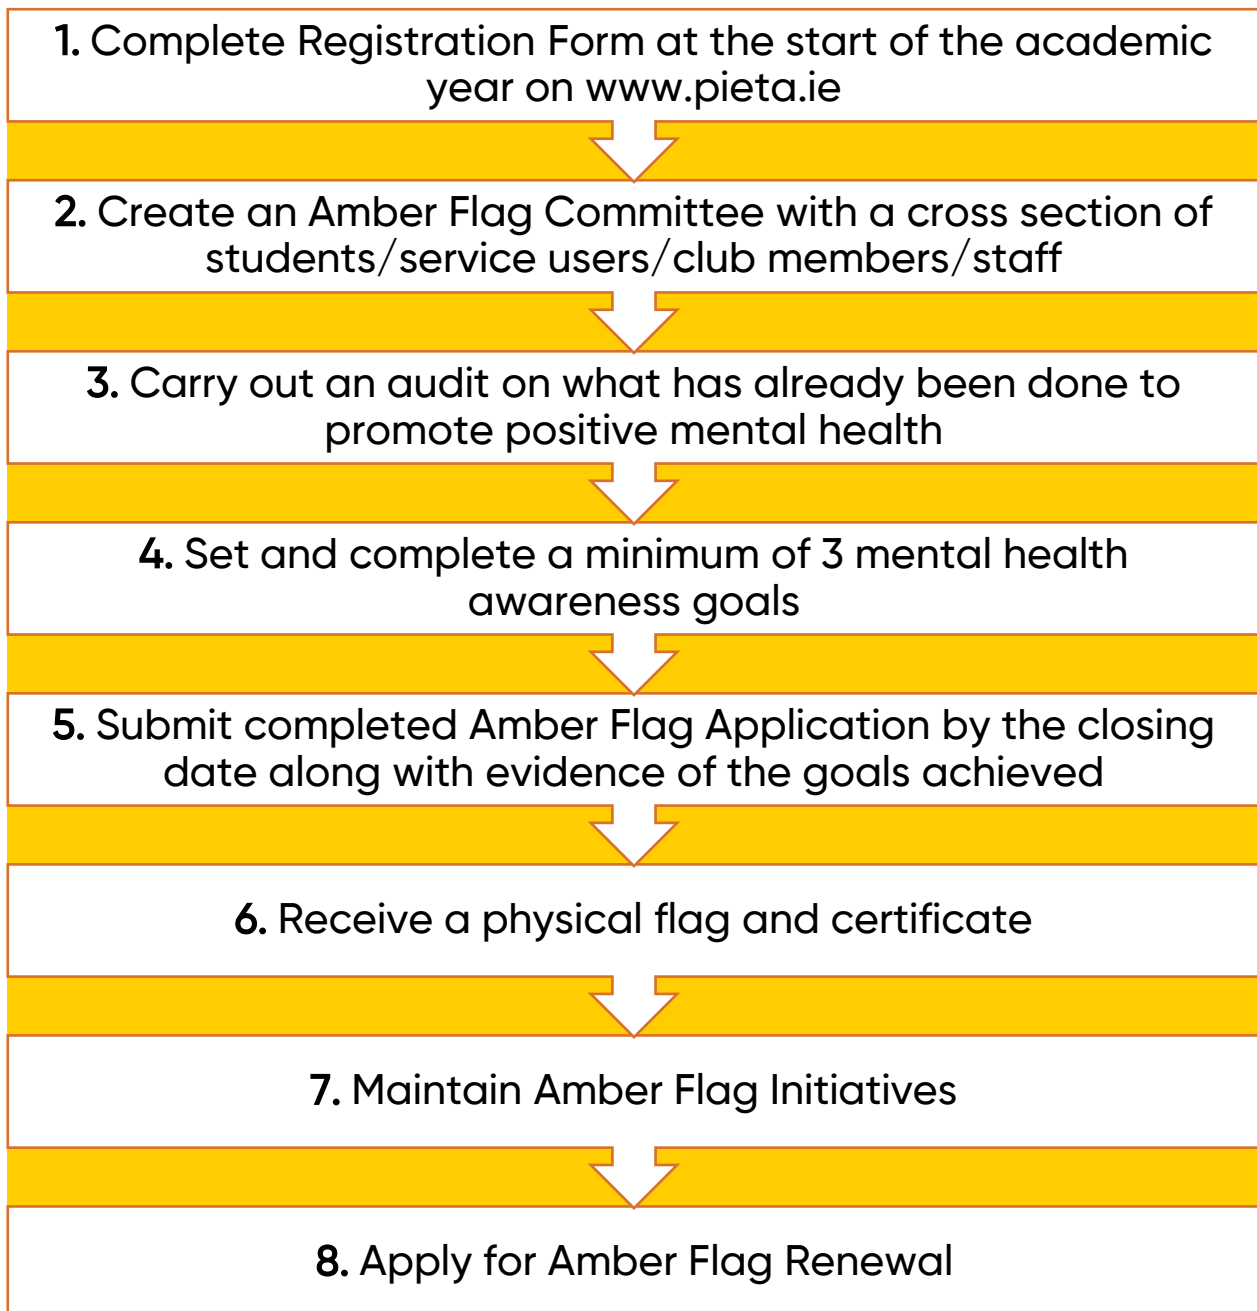 1. Complete Registration Form at the start of the academic
year on www.pieta.ie
2. Create an Amber Flag Committee with a cross section of
students/service users/club members/staff
3. Carry out an audit on what has already been done to
promote positive mental health
4. Set and complete a minimum of 3 mental health
awareness goals
5. Submit completed Amber Flag Application by the closing
date along with evidence of the goals achieved
6. Receive a physical flag and certificate
7. Maintain Amber Flag Initiatives
8. Apply for Amber Flag Renewal